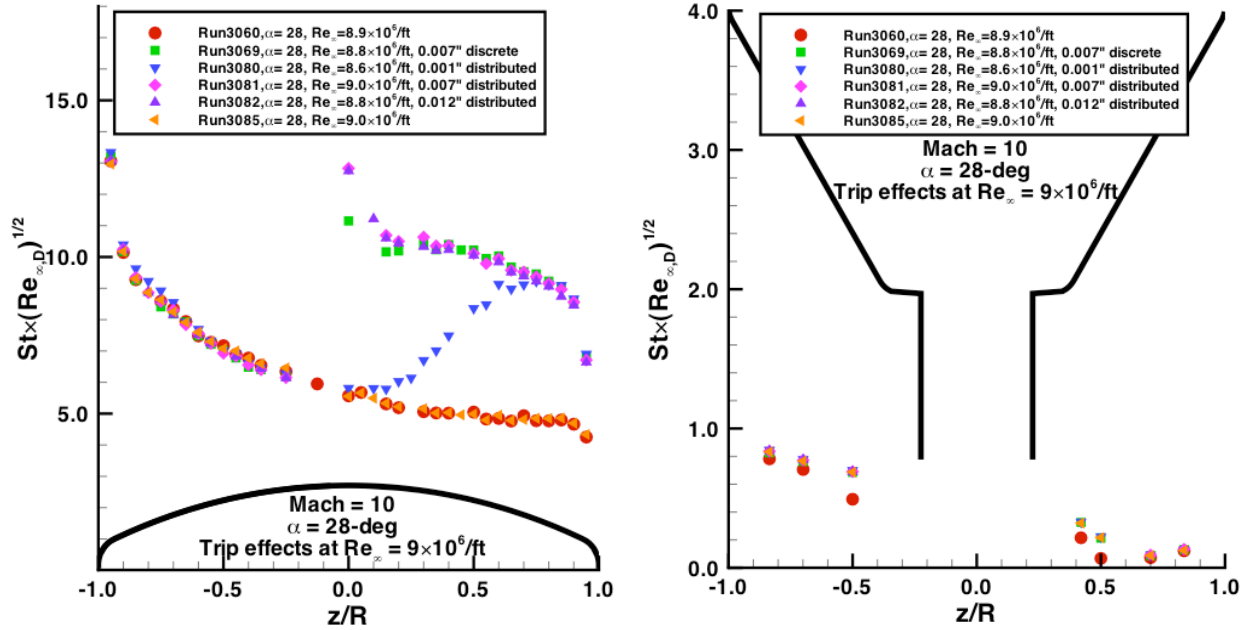 Run3060,α= 28, Re∞=8.9×10⁶/ft
Run3069,α= 28, Re∞=8.8×10⁶/ft, 0.007" discrete
Run3080,α= 28, Re∞=8.6×10⁶/ft, 0.001" distributed
Run3081,α= 28, Re∞=9.0×10⁶/ft, 0.007" distributed
Run3082,α= 28, Re∞=8.8×10⁶/ft, 0.012" distributed
Run3085,α= 28, Re∞=9.0×10⁶/ft
15.0
10.0
5.0
St×(Re∞,D)¹/²
Mach = 10
α = 28-deg
Trip effects at Re∞ = 9×10⁶/ft
-1.0
-0.5
0.0
0.5
1.0
z/R
Run3060,α= 28, Re∞=8.9×10⁶/ft
Run3069,α= 28, Re∞=8.8×10⁶/ft, 0.007" discrete
Run3080,α= 28, Re∞=8.6×10⁶/ft, 0.001" distributed
Run3081,α= 28, Re∞=9.0×10⁶/ft, 0.007" distributed
Run3082,α= 28, Re∞=8.8×10⁶/ft, 0.012" distributed
Run3085,α= 28, Re∞=9.0×10⁶/ft
Mach = 10
α = 28-deg
Trip effects at Re∞ = 9×10⁶/ft
4.0
3.0
2.0
1.0
0.0
St×(Re∞,D)¹/²
-1.0
-0.5
0.0
0.5
1.0
z/R